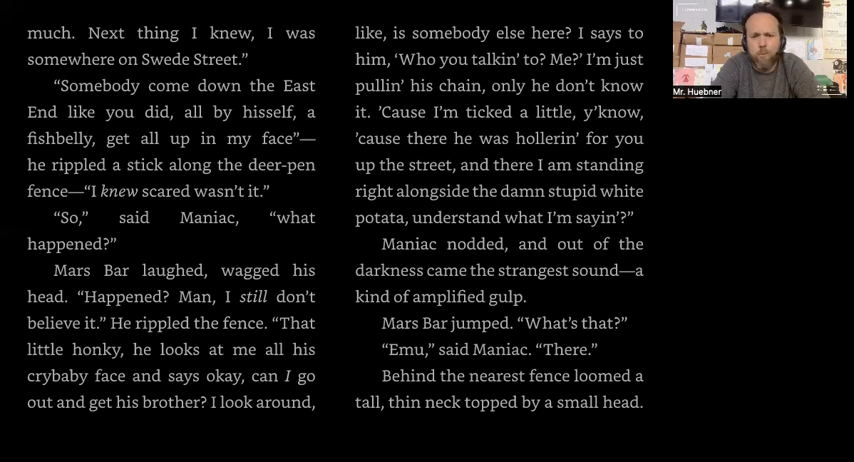 much. Next thing I knew, I was
somewhere on Swede Street.”
“Somebody come down the East
End like you did, all by hisself, a
fishbelly, get all up in my face”—
he rippled a stick along the deer-pen
fence—“I knew scared wasn’t it.”
“So,” said Maniac, “what
happened?”
Mars Bar laughed, wagged his
head. “Happened? Man, I still don’t
believe it.” He rippled the fence. “That
little honky, he looks at me all his
crybaby face and says okay, can I go
out and get his brother? I look around,
like, is somebody else here? I says to
him, ‘Who you talkin’ to? Me?’ I’m just
pullin’ his chain, only he don’t know
it. ’Cause I’m ticked a little, y’know,
’cause there he was hollerin’ for you
up the street, and there I am standing
right alongside the damn stupid white
potata, understand what I’m sayin’?”
Maniac nodded, and out of the
darkness came the strangest sound—a
kind of amplified gulp.
Mars Bar jumped. “What’s that?”
“Emu,” said Maniac. “There.”
Behind the nearest fence loomed a
tall, thin neck topped by a small head.
Mr. Huebner